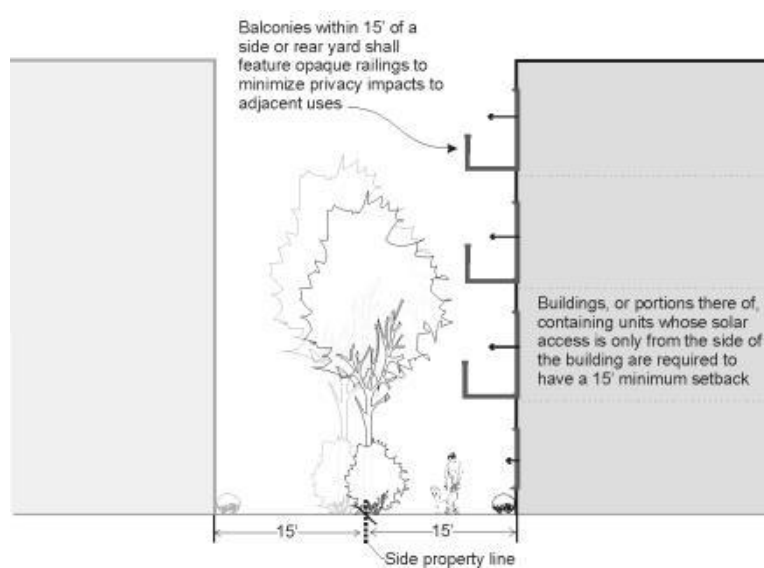 Balconies within 15' of a
side or rear yard shall
feature opaque railings to
minimize privacy impacts to
adjacent uses
Buildings, or portions there of,
containing units whose solar
access is only from the side of
the building are required to
have a 15' minimum setback
15'
15'
Side property line